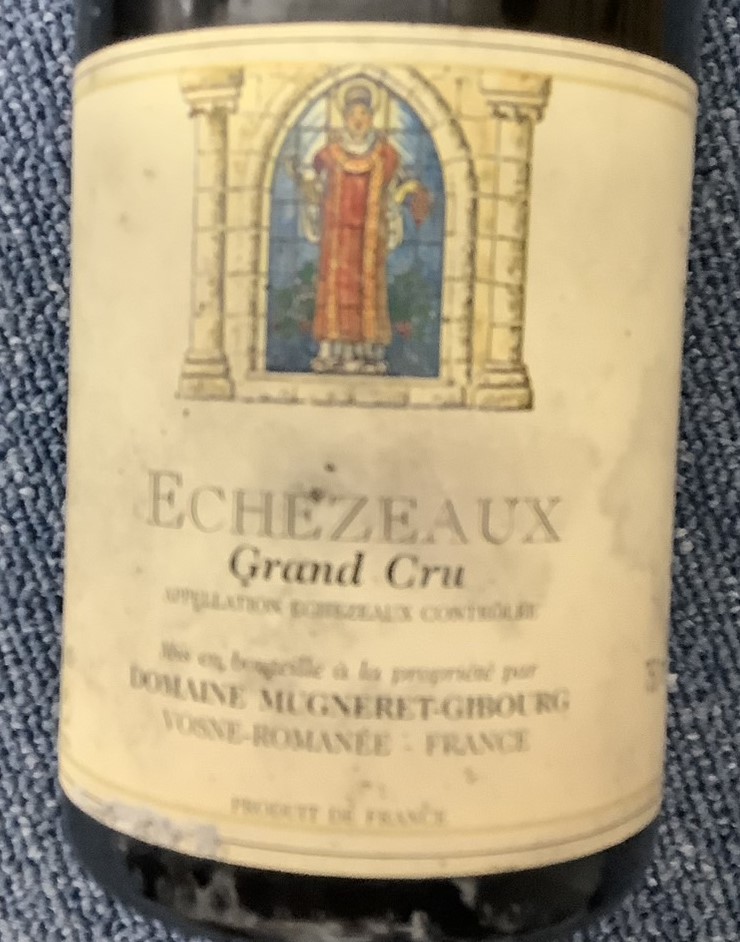 ECHEZEAUX
Grand Cru
APPELLATION ECHEZEAUX CONTRÔLÉE
Mis en bouteille à la propriété par
DOMAINE MUGNERET-GIBOURG
VOSNE-ROMANÉE - FRANCE
PRODUIT DE FRANCE